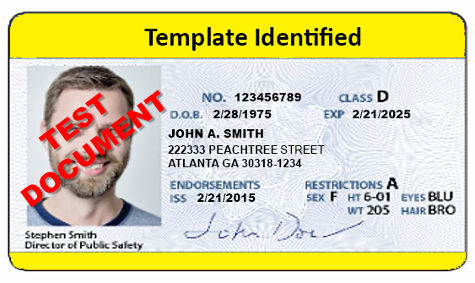 Template Identified
NO. 123456789 CLASS D
D.O.B. 2/28/1975 EXP 2/21/2025
JOHN A. SMITH
222333 PEACHTREE STREET
ATLANTA GA 30318-1234
ENDORSEMENTS RESTRICTIONS A
ISS 2/21/2015 SEX F HT 6-01 EYES BLU
WT 205 HAIR BRO
John Doe
TEST
DOCUMENT
Stephen Smith
Director of Public Safety